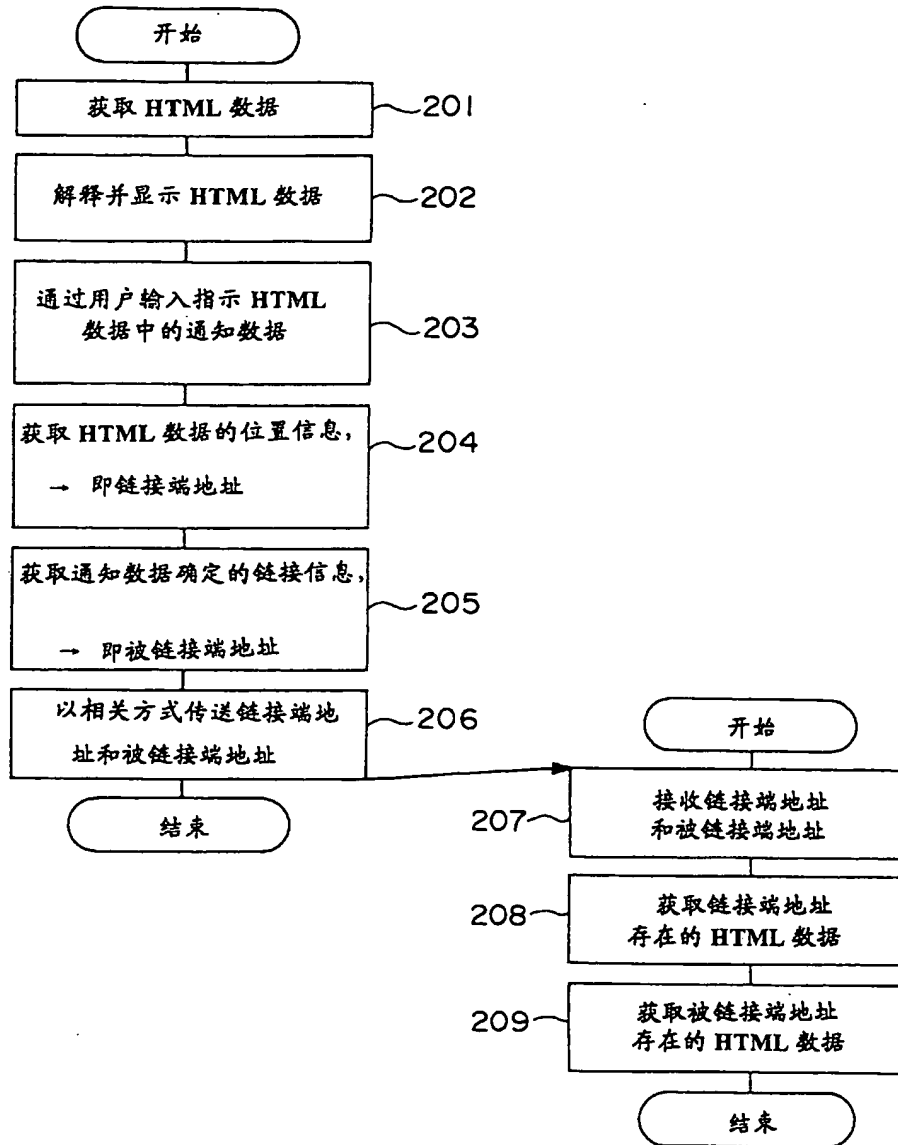 开始
获取 HTML 数据
201
解释并显示 HTML 数据
202
通过用户输入指示 HTML
数据中的通知数据
203
获取 HTML 数据的位置信息，
→ 即链接端地址
204
获取通知数据确定的链接信息，
→ 即被链接端地址
205
以相关方式传送链接端地
址和被链接端地址
206
结束
开始
接收链接端地址
和被链接端地址
207
获取链接端地址
存在的 HTML 数据
208
获取被链接端地址
存在的 HTML 数据
209
结束